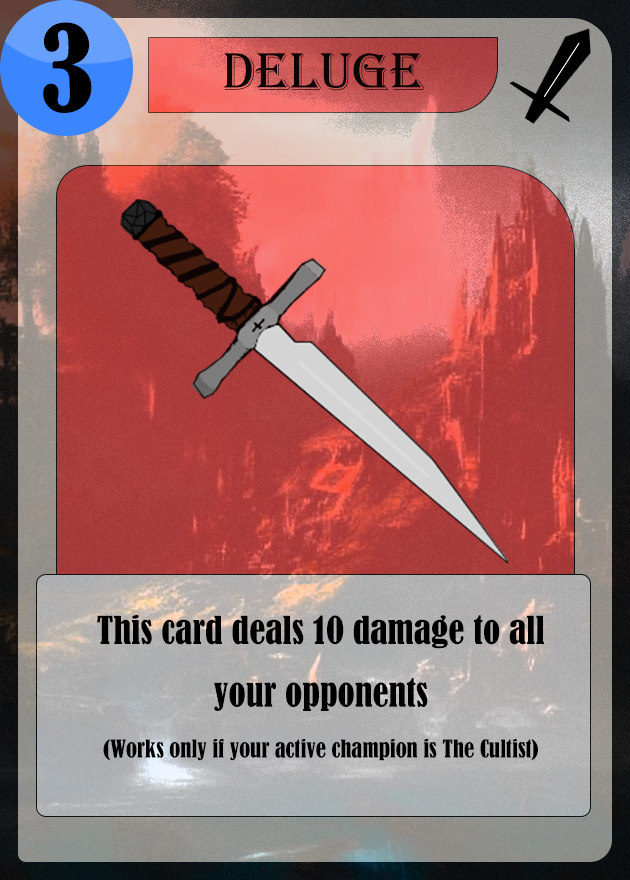 3
DELUGE
This card deals 10 damage to all
your opponents
(Works only if your active champion is The Cultist)